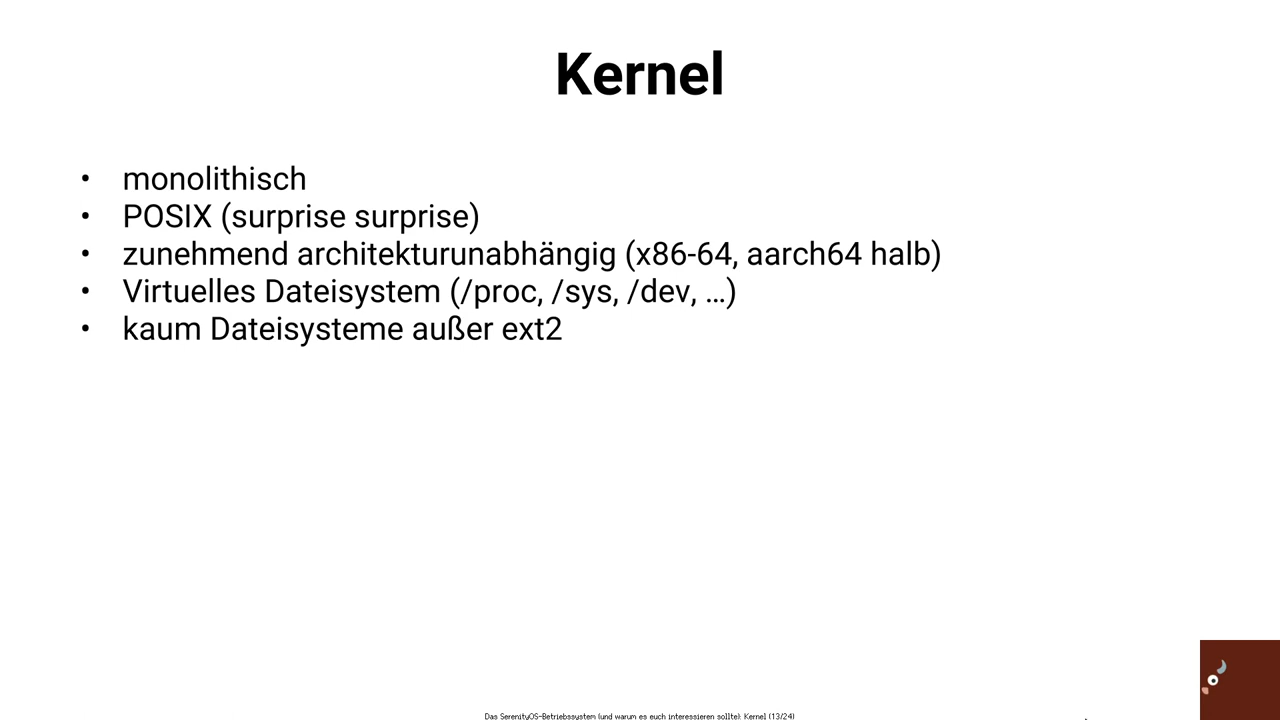 Kernel
• monolithisch
• POSIX (surprise surprise)
• zunehmend architekturunabhängig (x86-64, aarch64 halb)
• Virtuelles Dateisystem (/proc, /sys, /dev, …)
• kaum Dateisysteme außer ext2
Das SerenityOS-Betriebssystem (und warum es euch interessieren sollte): Kernel (13/24)